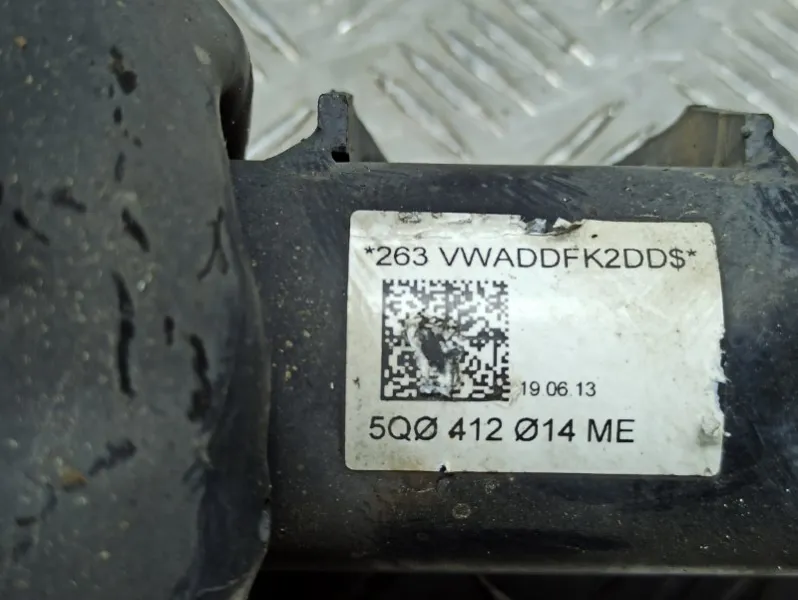 *263 VWADDFK2DD$*
19 06.13
5QØ 412 Ø14 ME